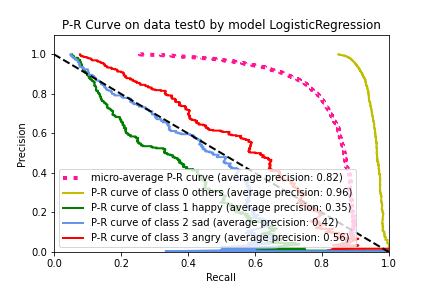 P-R Curve on data test0 by model LogisticRegression
Precision
1.0
0.8
0.6
0.4
0.2
0.0
micro-average P-R curve (average precision: 0.82)
P-R curve of class 0 others (average precision: 0.96)
P-R curve of class 1 happy (average precision: 0.35)
P-R curve of class 2 sad (average precision: 0.42)
P-R curve of class 3 angry (average precision: 0.56)
0.0 0.2 0.4 0.6 0.8 1.0
Recall